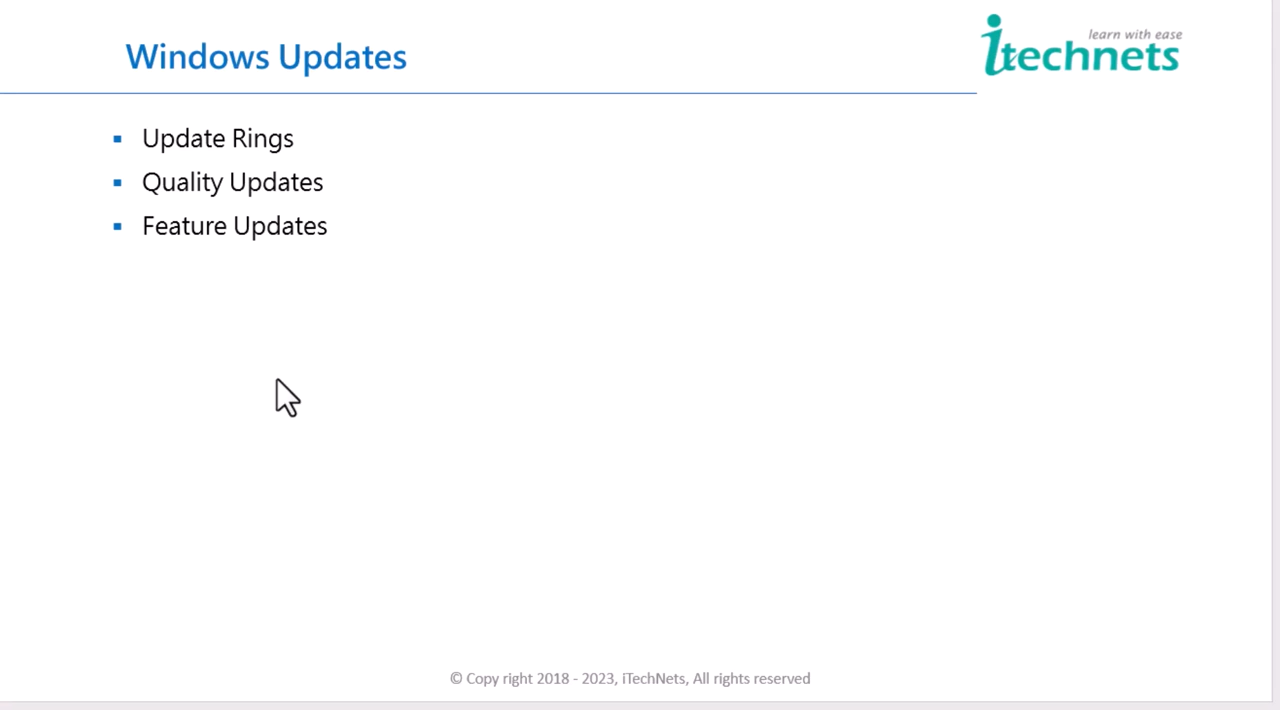 learn with ease
Windows Updates
itechnets
Update Rings
Quality Updates
Feature Updates
© Copy right 2018 - 2023, iTechNets, All rights reserved